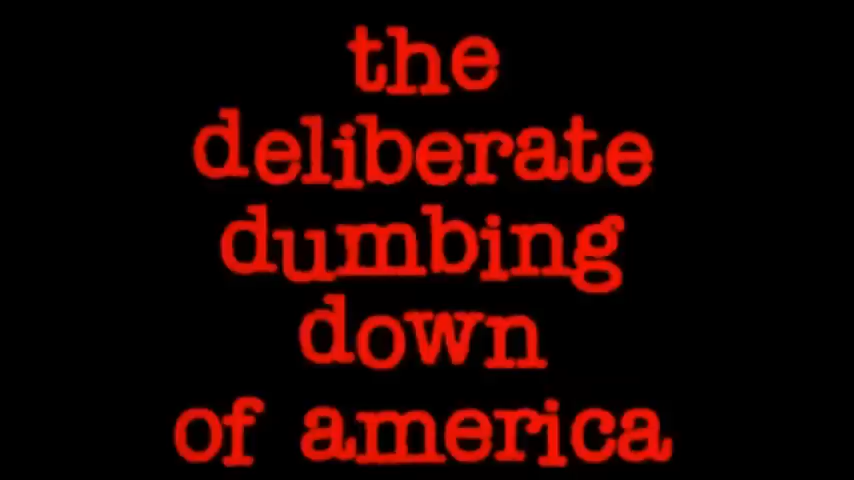 the
deliberate
dumbing
down
of america